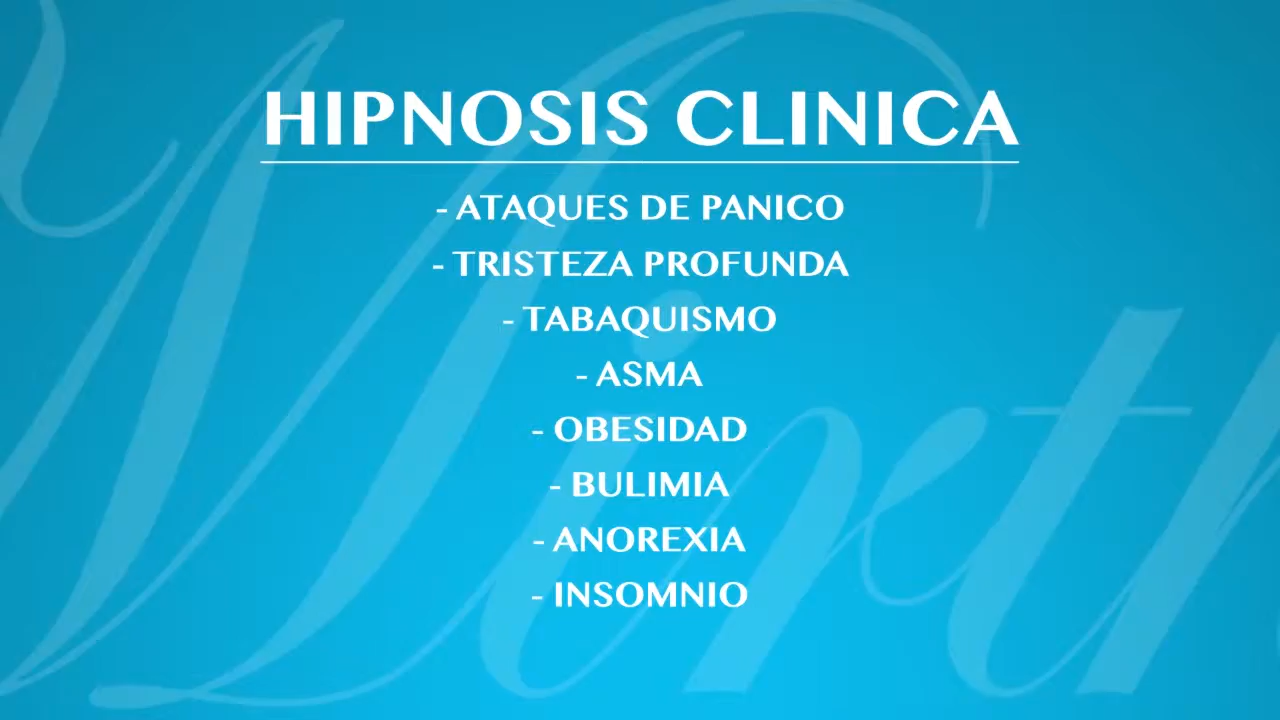 HIPNOSIS CLINICA
- ATAQUES DE PANICO
- TRISTEZA PROFUNDA
- TABAQUISMO
- ASMA
- OBESIDAD
- BULIMIA
- ANOREXIA
- INSOMNIO